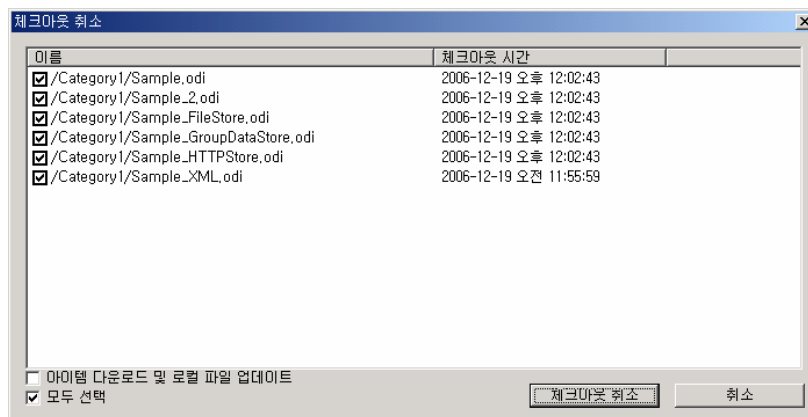 체크아웃 취소
이름 체크아웃 시간
/Category1/Sample.odi 2006-12-19 오후 12:02:43
/Category1/Sample_2.odi 2006-12-19 오후 12:02:43
/Category1/Sample_FileStore.odi 2006-12-19 오후 12:02:43
/Category1/Sample_GroupDataStore.odi 2006-12-19 오후 12:02:43
/Category1/Sample_HTTPStore.odi 2006-12-19 오후 12:02:43
/Category1/Sample_XML.odi 2006-12-19 오전 11:55:59
아이템 다운로드 및 로컬 파일 업데이트
모두 선택 체크아웃 취소 취소